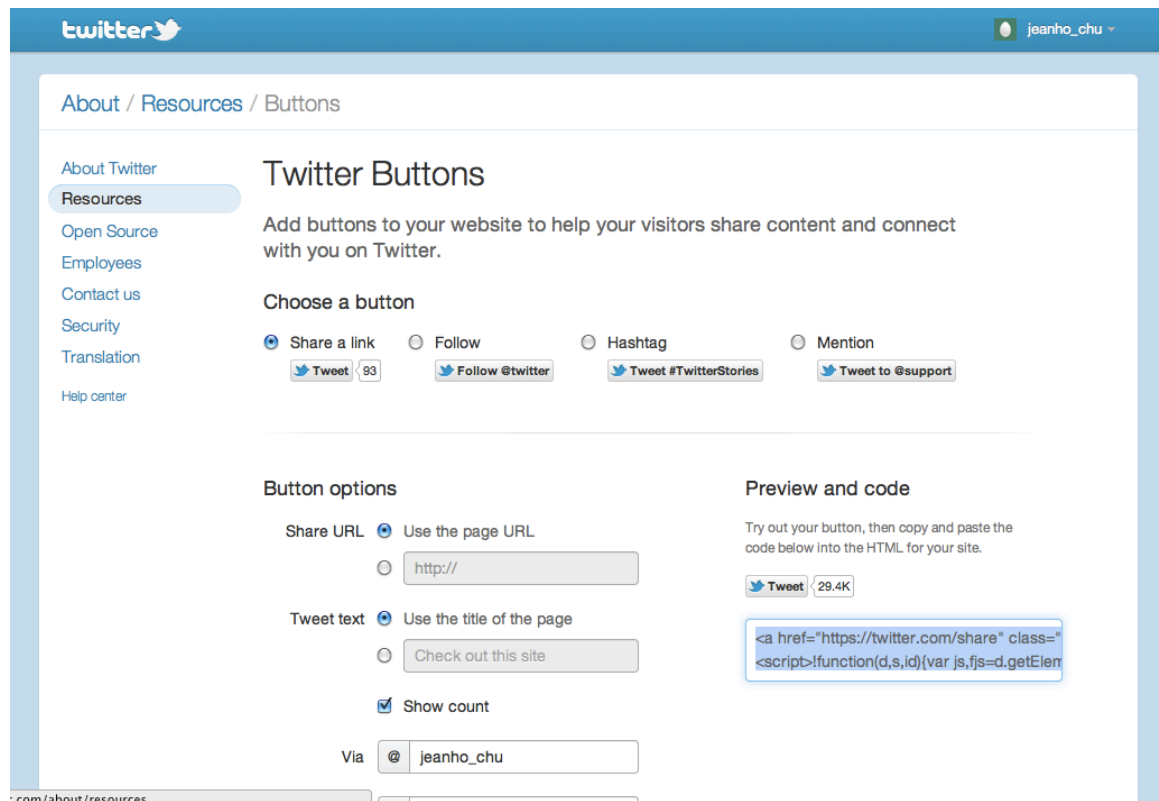 twitter
jeanho_chu
About / Resources / Buttons
About Twitter
Resources
Open Source
Employees
Contact us
Security
Translation
Help center
Twitter Buttons
Add buttons to your website to help your visitors share content and connect
with you on Twitter.
Choose a button
Share a link Follow Hashtag Mention
Tweet 93 Follow @twitter Tweet #TwitterStories Tweet to @support
Button options
Share URL Use the page URL
http://
Tweet text Use the title of the page
Check out this site
Show count
Via @ jeanho_chu
Preview and code
Try out your button, then copy and paste the
code below into the HTML for your site.
Tweet 29.4K
<a href="https://twitter.com/share" class="
<script>!function(d,s,id){var js,fjs=d.getElem
.com/about/resources